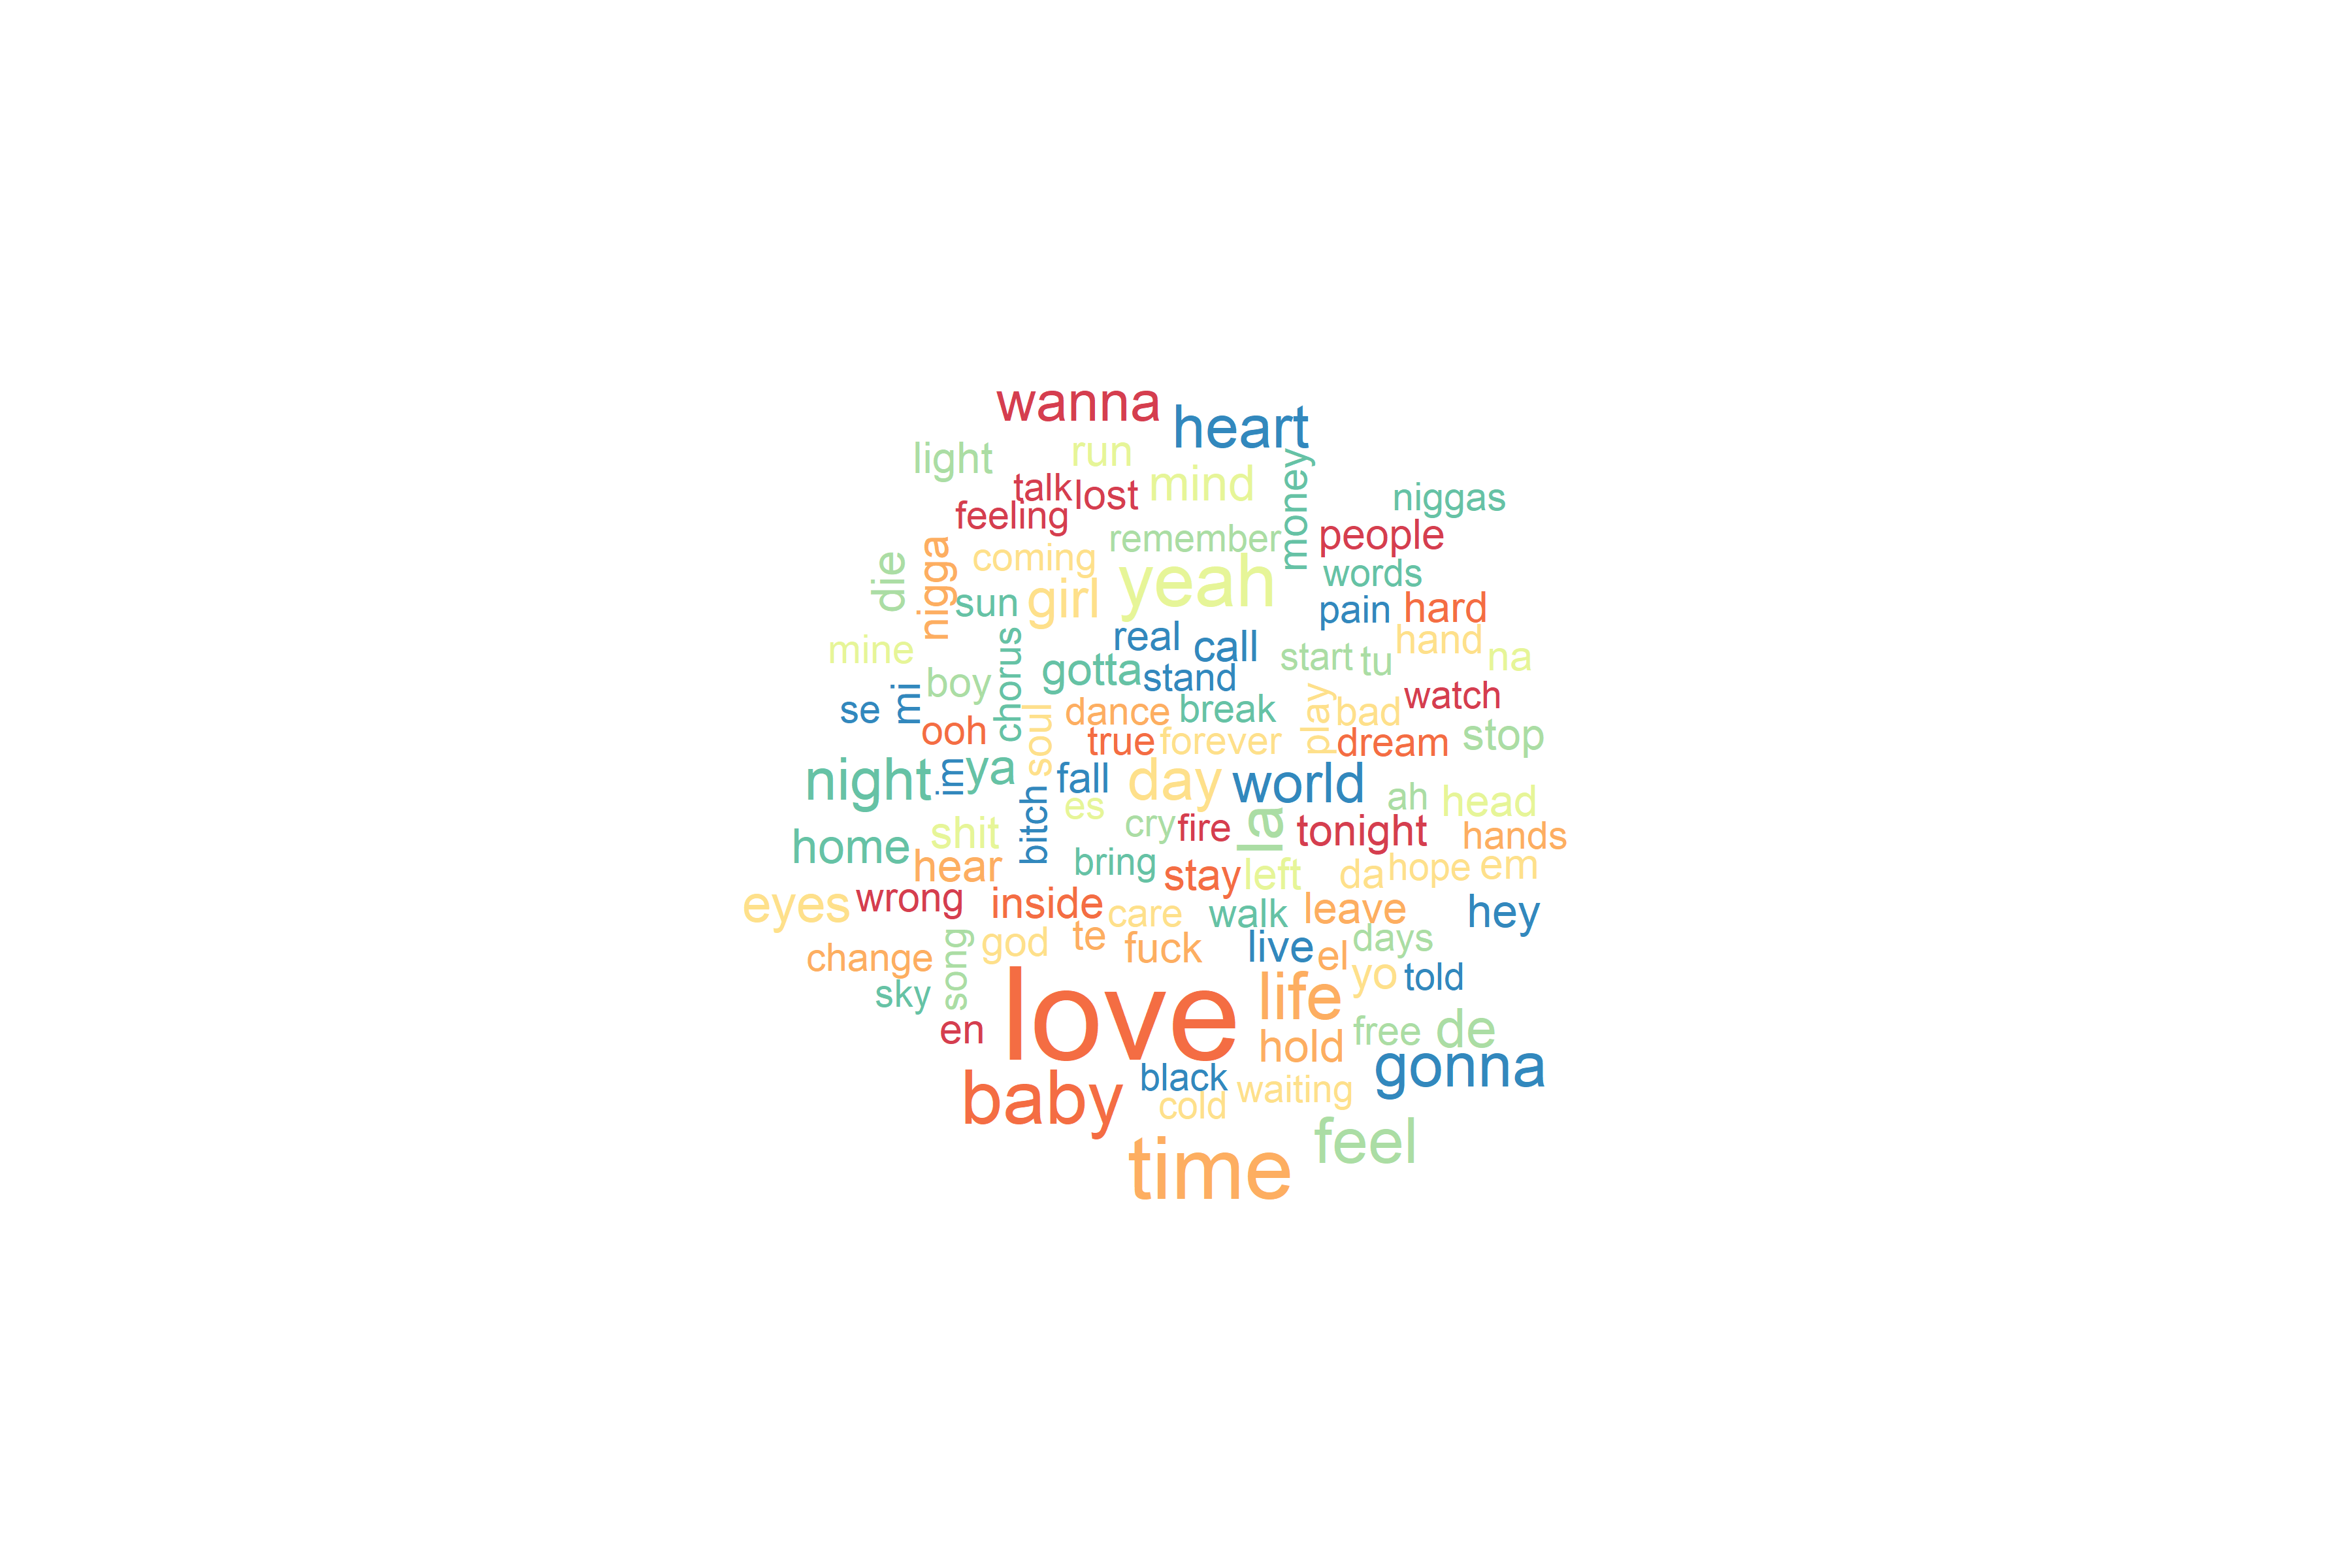 wanna
heart
light
run
money
talk
lost
mind
niggas
feeling
people
remember
nigga
coming
die
yeah
words
sun
girl
pain
hard
real
call
hand
mine
chorus
gotta
stand
start
tu
na
boy
mi
se
soul
dance
break
play
bad
watch
ooh
true
forever
dream
stop
night
im
ya
fall
day
world
bitch
es
la
ah
head
shit
cry
fire
tonight
hands
home
hear
bring
stay
left
da
hope
em
eyes
wrong
inside
care
walk
leave
hey
song
god
te
fuck
live
el
days
change
sky
love
life
yo
told
en
hold
free
de
baby
black
cold
waiting
gonna
time
feel